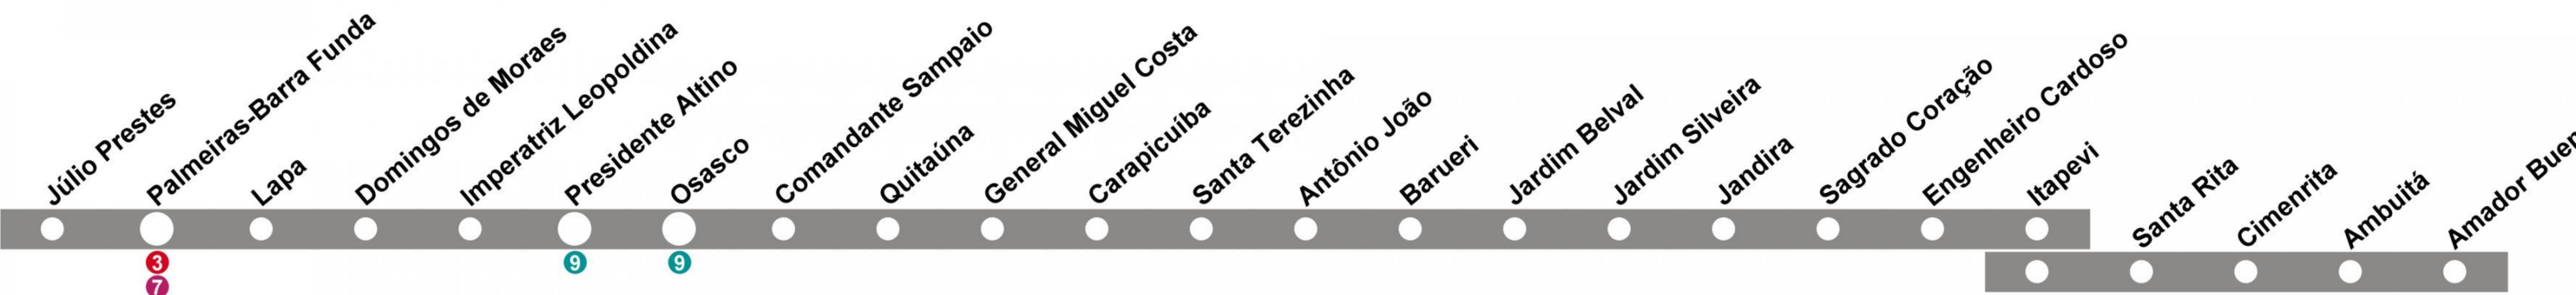 Júlio Prestes
Palmeiras-Barra Funda
Lapa
Domingos de Moraes
Imperatriz Leopoldina
Presidente Altino
Osasco
Comandante Sampaio
Quitaúna
General Miguel Costa
Carapicuíba
Santa Terezinha
Antônio João
Barueri
Jardim Belval
Jardim Silveira
Jandira
Sagrado Coração
Engenheiro Cardoso
Itapevi
Santa Rita
Cimenrita
Ambuitá
Amador
3
7
9
9